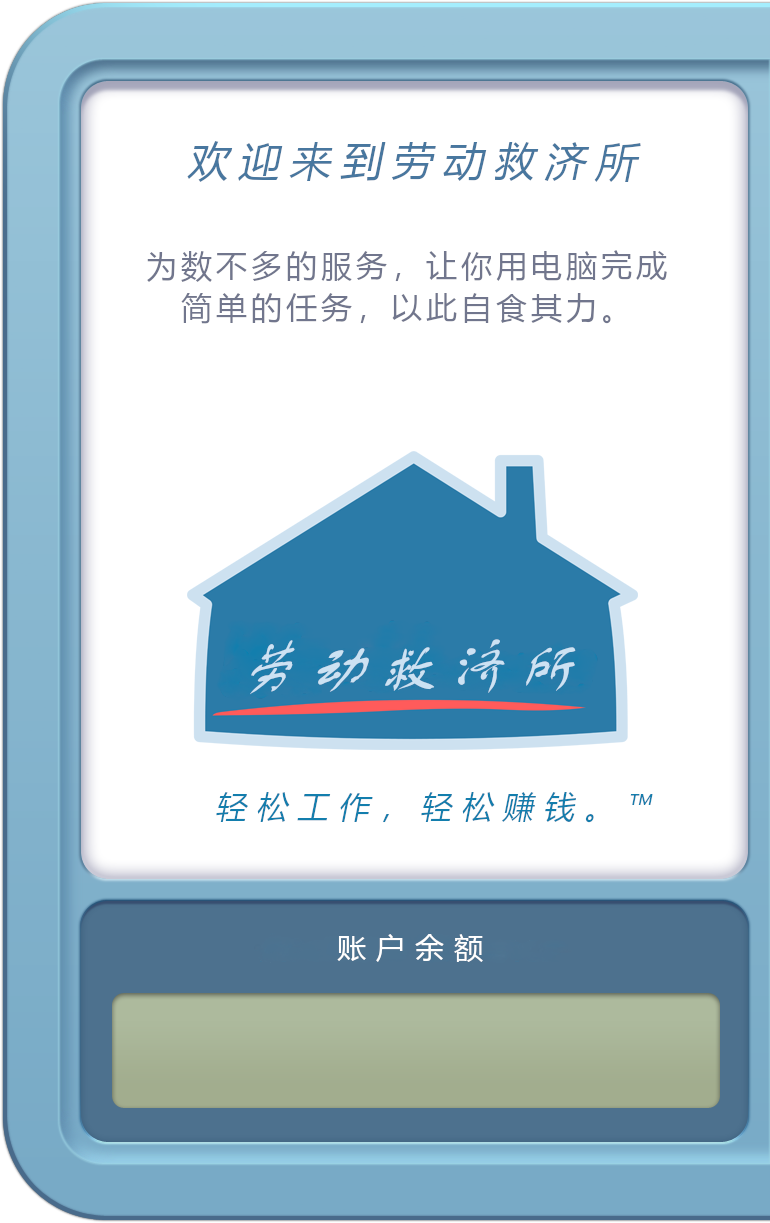 欢迎来到劳动救济所
为数不多的服务，让你用电脑完成
简单的任务，以此自食其力。
劳动救济所
轻松工作，轻松赚钱。™
账户余额